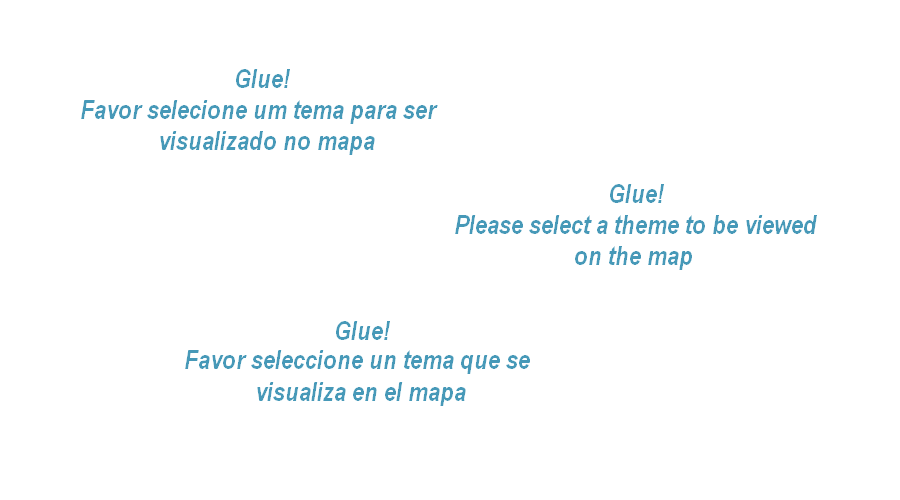 Glue!
Favor selecione um tema para ser
visualizado no mapa
Glue!
Please select a theme to be viewed
on the map
Glue!
Favor seleccione un tema que se
visualiza en el mapa